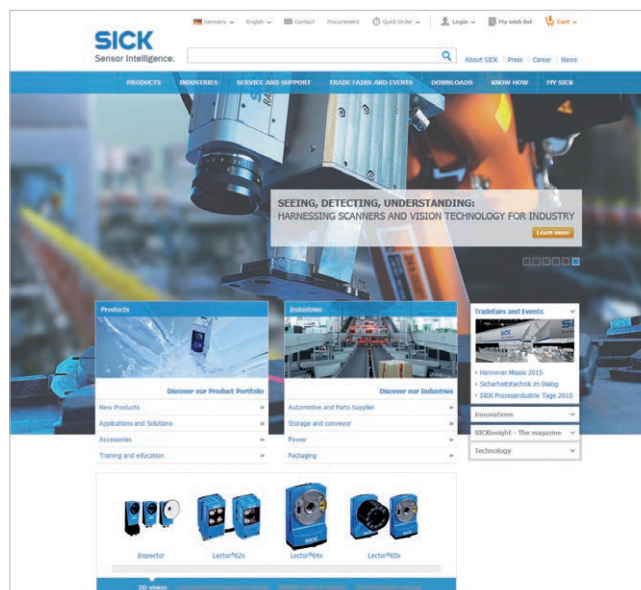 Germany
English
Contact
Procurement
Quick Order
Login
My wish list
Cart
SICK
Sensor Intelligence.
About SICK
Press
Career
News
PRODUCTS
INDUSTRIES
SERVICE AND SUPPORT
TRADE FAIRS AND EVENTS
DOWNLOADS
KNOW HOW
MY SICK
SEEING, DETECTING, UNDERSTANDING:
HARNESSING SCANNERS AND VISION TECHNOLOGY FOR INDUSTRY
Learn more
Products
Discover our Product Portfolio
New Products
Applications and Solutions
Accessories
Training and education
Industries
Discover our Industries
Automotive and Parts Supplier
Storage and conveyor
Power
Packaging
Tradefairs and Events
SICK
Hannover Messe 2015
Sicherheitstechnik im Dialog
SICK Prozessindustrie Tage 2015
Innovations
SICKinsight - The magazine
Technology
Inspector
Lector®62x
Lector®64x
Lector®65x
2D vision